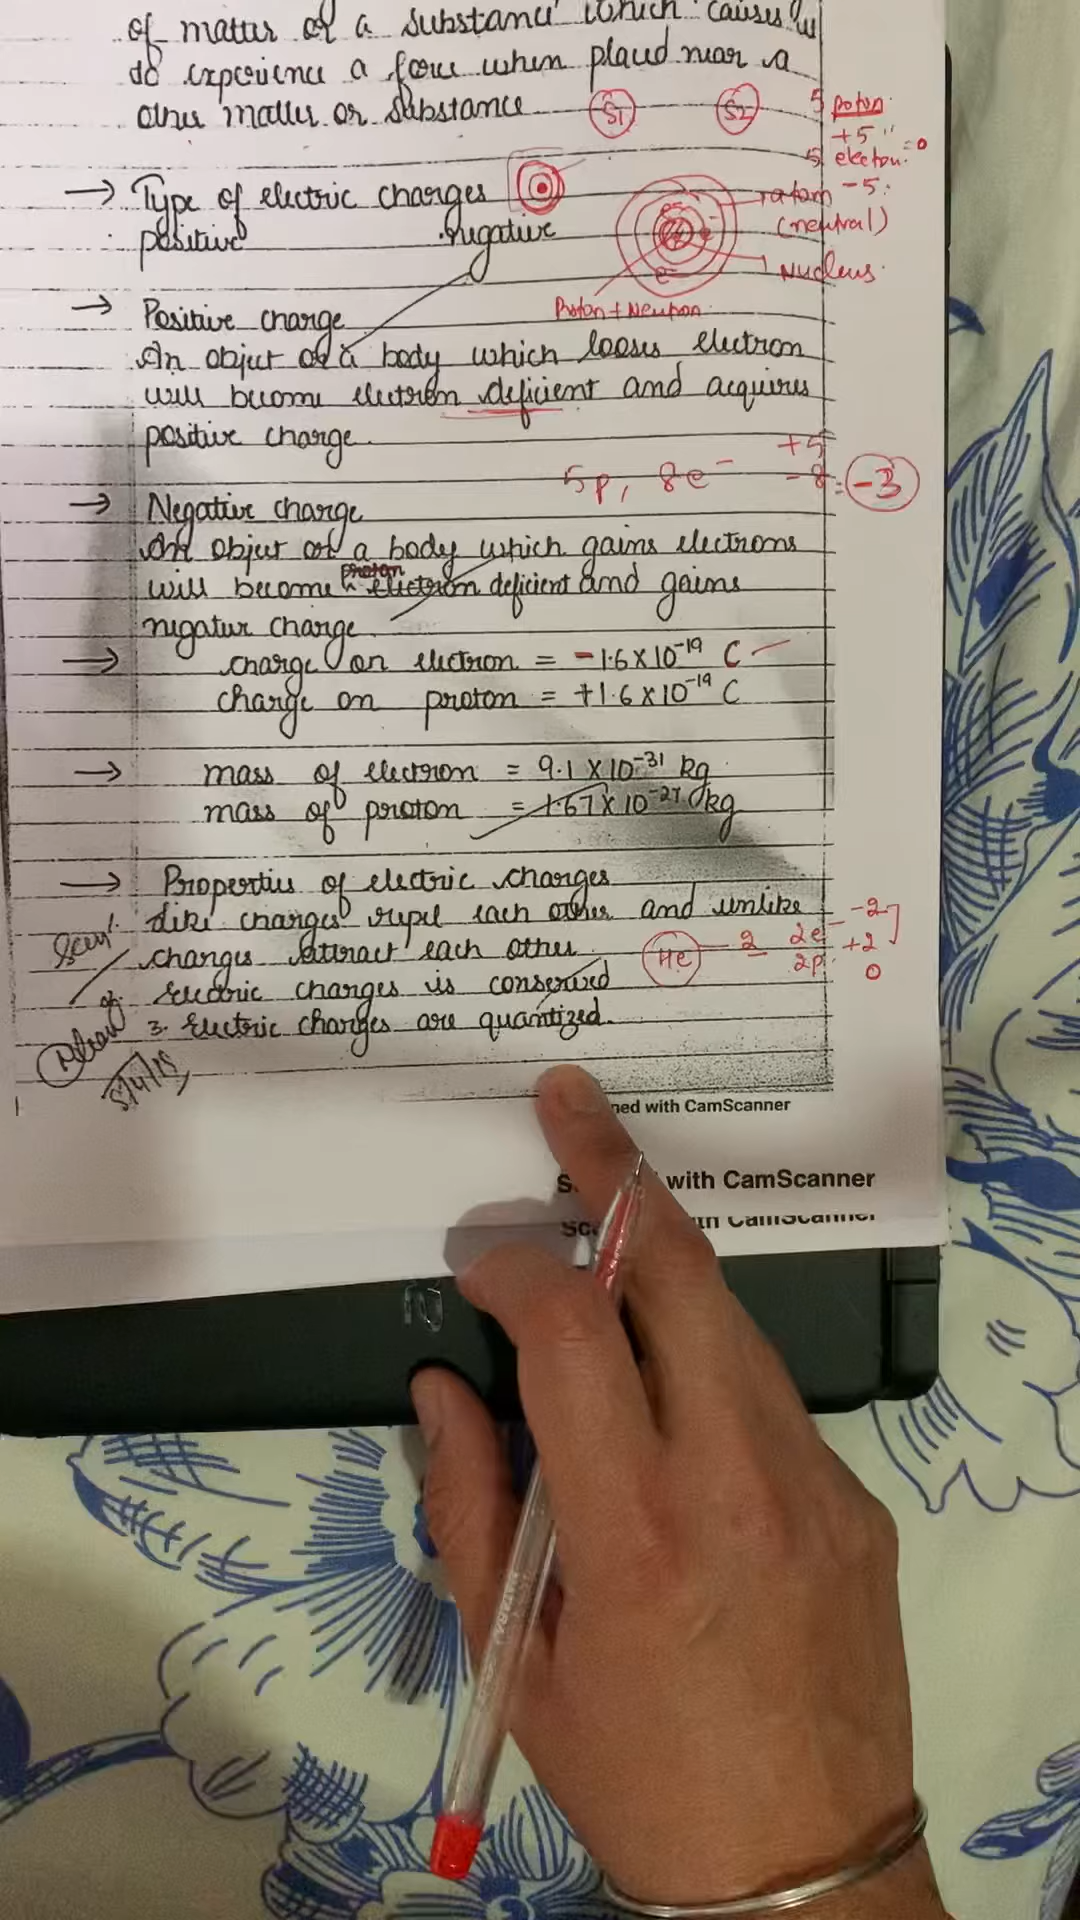 of matter or a substance which causes it
do experience a force when placed near a
other matter or substance
S1 S2
5 proton
+5
5 electron = 0
-5
→ Type of electric charges
positive negative
e-
e
e-
atom
(neutral)
Nucleus
Proton + Neutron
→ Positive charge
An object or a body which looses electron
will become electron deficient and acquires
positive charge.
5p, 8e- +5
-8 = -3
→ Negative charge
An object or a body which gains electrons
proton
will become electron deficient and gains
negative charge.
→ charge on electron = -1.6 X 10-19 C
charge on proton = +1.6 X 10-19 C
→ mass of electron = 9.1 X 10-31 kg
mass of proton = 1.67 X 10-27 kg
→ Properties of electric charges
1. Like charges repel each other and unlike
charges attract each other.
He - 2 2e- -2
2p +2
0
2. Electric charges is conserved
3. Electric charges are quantized.
ned with CamScanner
S with CamScanner
Sc th CamScanner